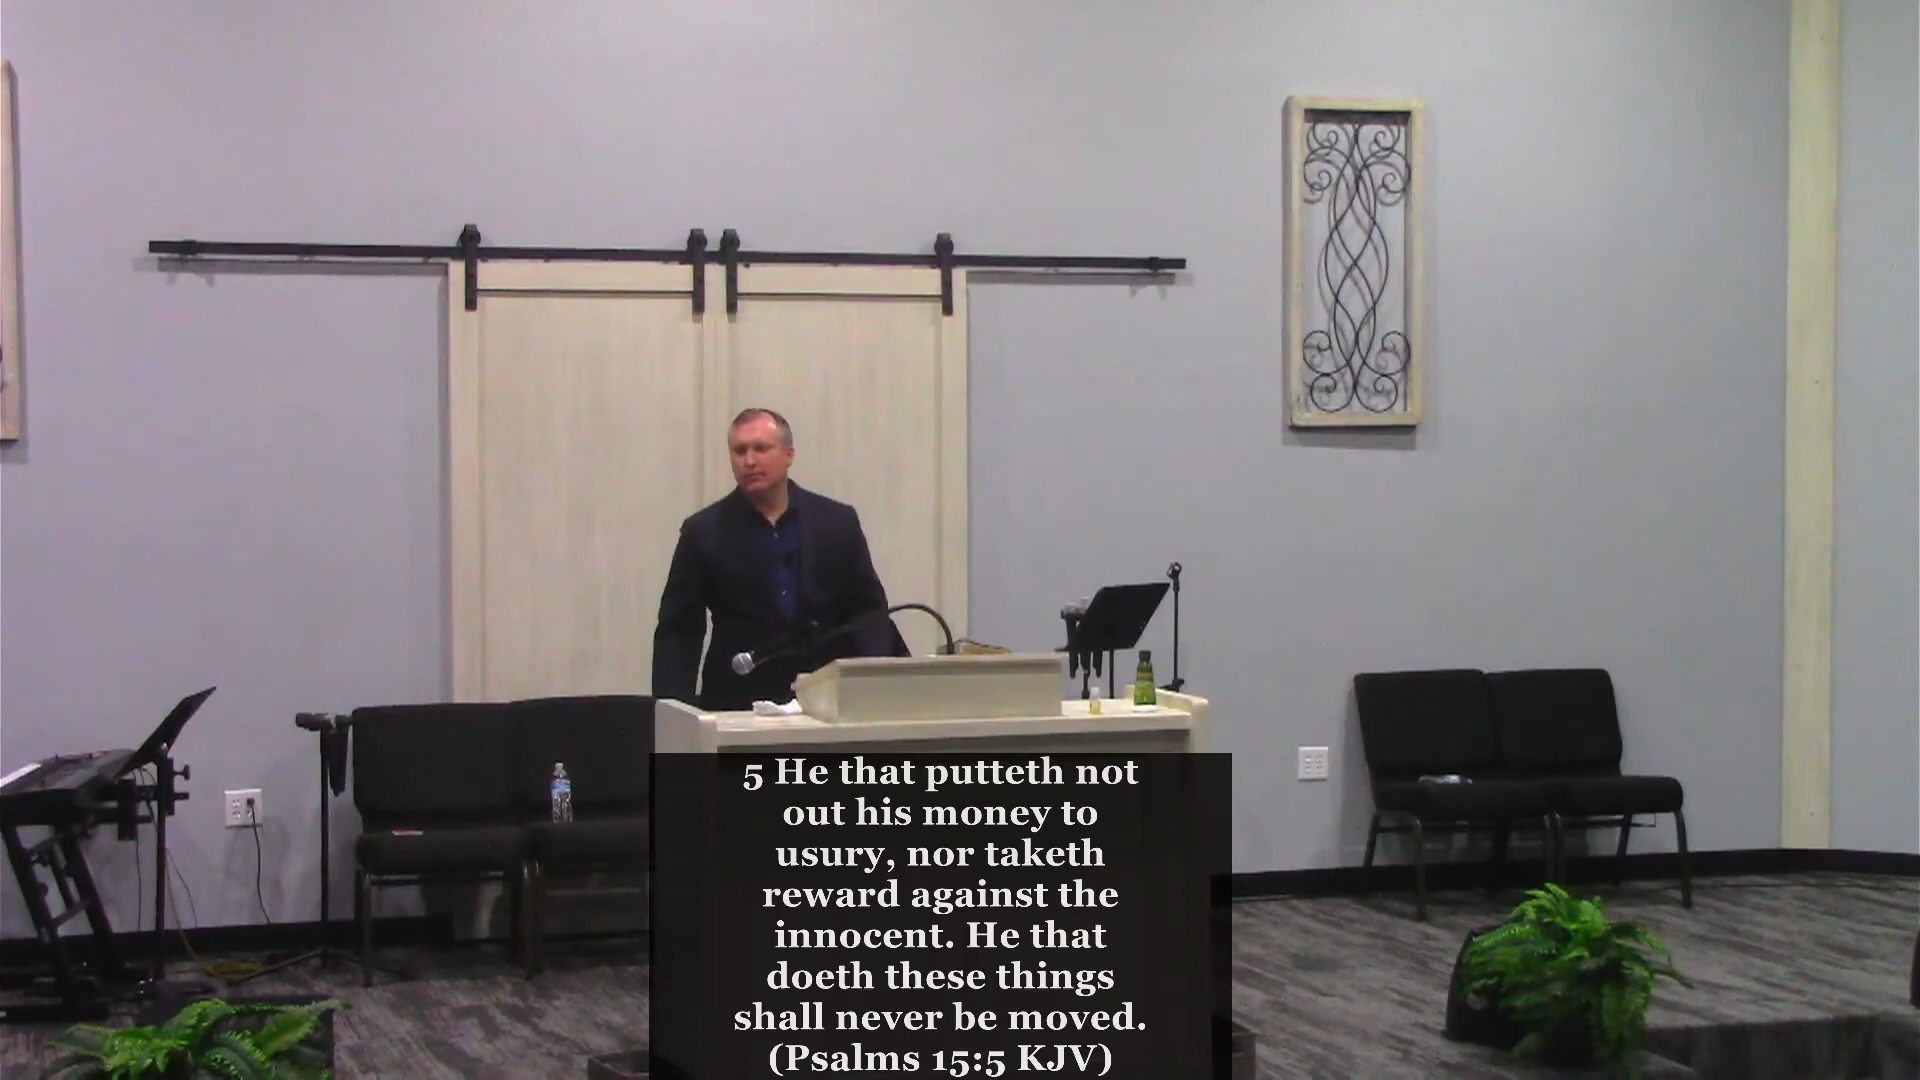 5 He that putteth not
out his money to
usury, nor taketh
reward against the
innocent. He that
doeth these things
shall never be moved.
(Psalms 15:5 KJV)